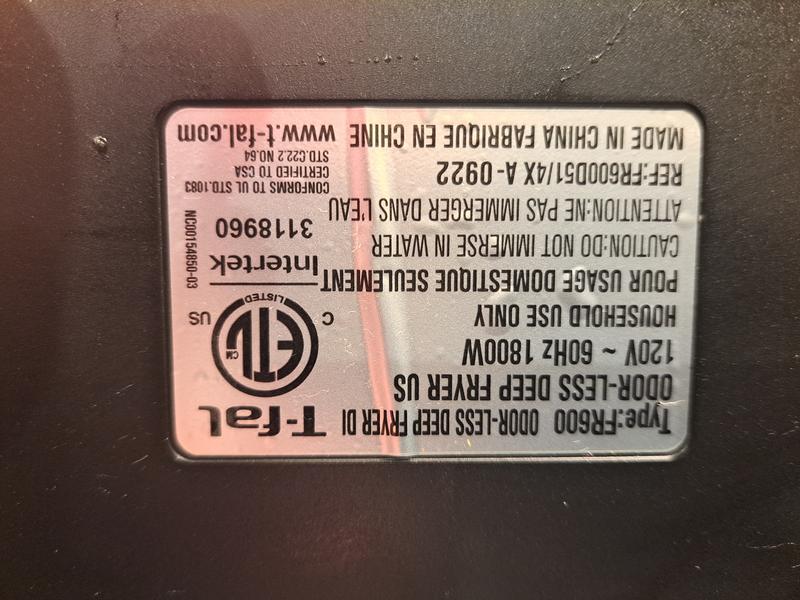 Type:FR600 ODOR-LESS DEEP FRYER DI
ODOR-LESS DEEP FRYER US
120V ~ 60Hz 1800W
HOUSEHOLD USE ONLY
POUR USAGE DOMESTIQUE SEULEMENT
CAUTION:DO NOT IMMERSE IN WATER
ATTENTION:NE PAS IMMERGER DANS L'EAU
REF:FR600D51/4X A - 0922
MADE IN CHINA FABRIQUE EN CHINE
T-faL
ETL
CM
LISTED
C US
Intertek
3118960
CONFORMS TO UL STD.1083
CERTIFIED TO CSA
STD.C22.2 NO.64
www.t-fal.com
NC00154850-03